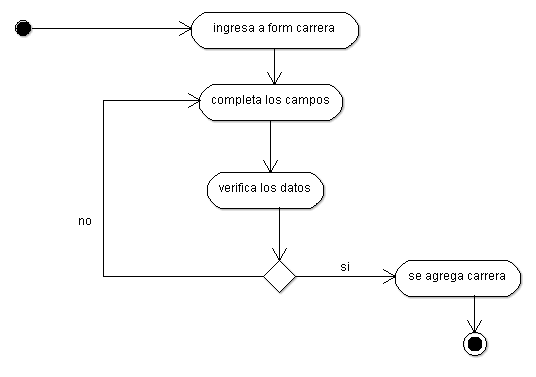 ingresa a form carrera
completa los campos
verifica los datos
no
si
se agrega carrera